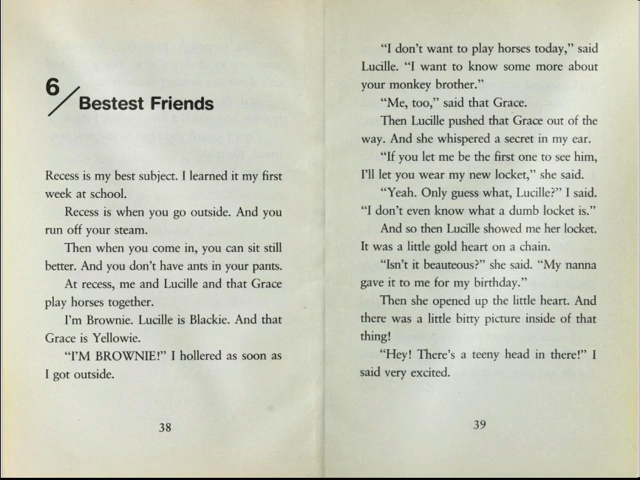 6
Bestest Friends
Recess is my best subject. I learned it my first
week at school.
Recess is when you go outside. And you
run off your steam.
Then when you come in, you can sit still
better. And you don't have ants in your pants.
At recess, me and Lucille and that Grace
play horses together.
I'm Brownie. Lucille is Blackie. And that
Grace is Yellowie.
"I'M BROWNIE!" I hollered as soon as
I got outside.
38
"I don't want to play horses today," said
Lucille. "I want to know some more about
your monkey brother."
"Me, too," said that Grace.
Then Lucille pushed that Grace out of the
way. And she whispered a secret in my ear.
"If you let me be the first one to see him,
I'll let you wear my new locket," she said.
"Yeah. Only guess what, Lucille?" I said.
"I don't even know what a dumb locket is."
And so then Lucille showed me her locket.
It was a little gold heart on a chain.
"Isn't it beauteous?" she said. "My nanna
gave it to me for my birthday."
Then she opened up the little heart. And
there was a little bitty picture inside of that
thing!
"Hey! There's a teeny head in there!" I
said very excited.
39